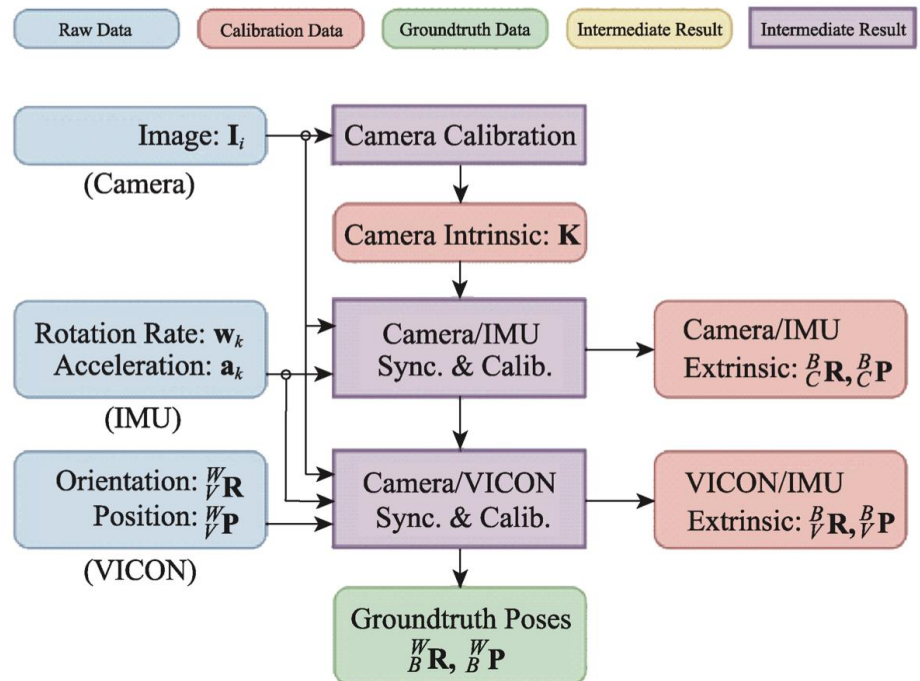 Raw Data
Calibration Data
Groundtruth Data
Intermediate Result
Intermediate Result
Image: I_i
(Camera)
Camera Calibration
Camera Intrinsic: K
Rotation Rate: w_k
Acceleration: a_k
(IMU)
Camera/IMU
Sync. & Calib.
Camera/IMU
Extrinsic: ^B_C R, ^B_C P
Orientation: ^W_V R
Position: ^W_V P
(VICON)
Camera/VICON
Sync. & Calib.
VICON/IMU
Extrinsic: ^B_V R, ^B_V P
Groundtruth Poses
^W_B R, ^W_B P